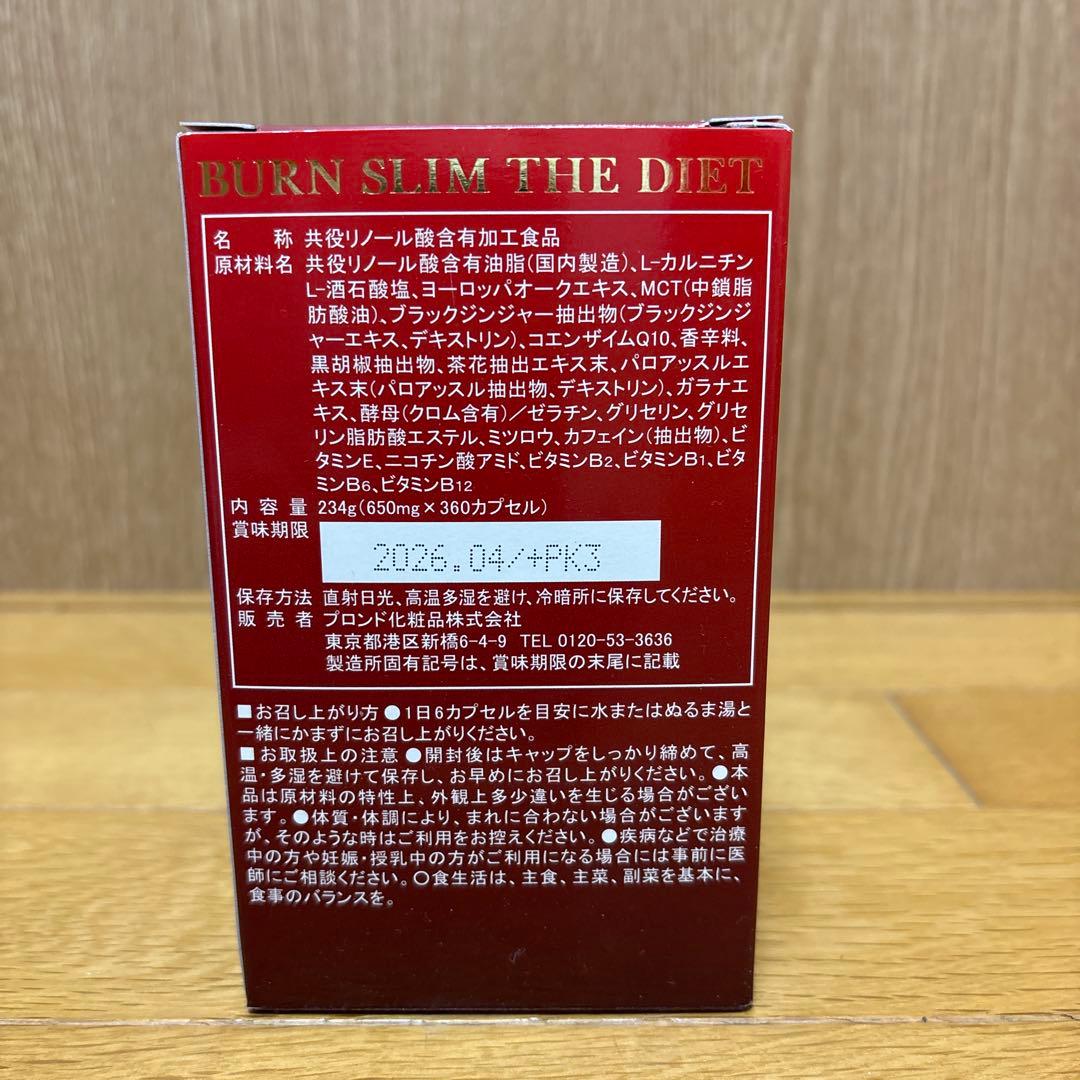 BURN SLIM THE DIET
名称 共役リノール酸含有加工食品
原材料名 共役リノール酸含有油脂(国内製造)、L-カルニチン
L-酒石酸塩、ヨーロッパオークエキス、MCT(中鎖脂
肪酸油)、ブラックジンジャー抽出物(ブラックジンジ
ャーエキス、デキストリン)、コエンザイムQ10、香辛料、
黒胡椒抽出物、茶花抽出エキス末、パロアッスルエ
キス末(パロアッスル抽出物、デキストリン)、ガラナエ
キス、酵母(クロム含有)/ゼラチン、グリセリン、グリセ
リン脂肪酸エステル、ミツロウ、カフェイン(抽出物)、ビ
タミンE、ニコチン酸アミド、ビタミンB2、ビタミンB1、ビタ
ミンB6、ビタミンB12
内容量 234g(650mg×360カプセル)
賞味期限 2026.04/+PK3
保存方法 直射日光、高温多湿を避け、冷暗所に保存してください。
販売者 プロンド化粧品株式会社
東京都港区新橋6-4-9 TEL 0120-53-3636
製造所固有記号は、賞味期限の末尾に記載
■お召し上がり方 ●1日6カプセルを目安に水またはぬるま湯と
一緒にかまずにお召し上がりください。
■お取扱上の注意 ●開封後はキャップをしっかり締めて、高
温・多湿を避けて保存し、お早めにお召し上がりください。●本
品は原材料の特性上、外観上多少違いを生じる場合がござい
ます。●体質・体調により、まれに合わない場合がございます
が、そのような時はご利用をお控えください。●疾病などで治療
中の方や妊娠・授乳中の方がご利用になる場合には事前に医
師にご相談ください。○食生活は、主食、主菜、副菜を基本に、
食事のバランスを。